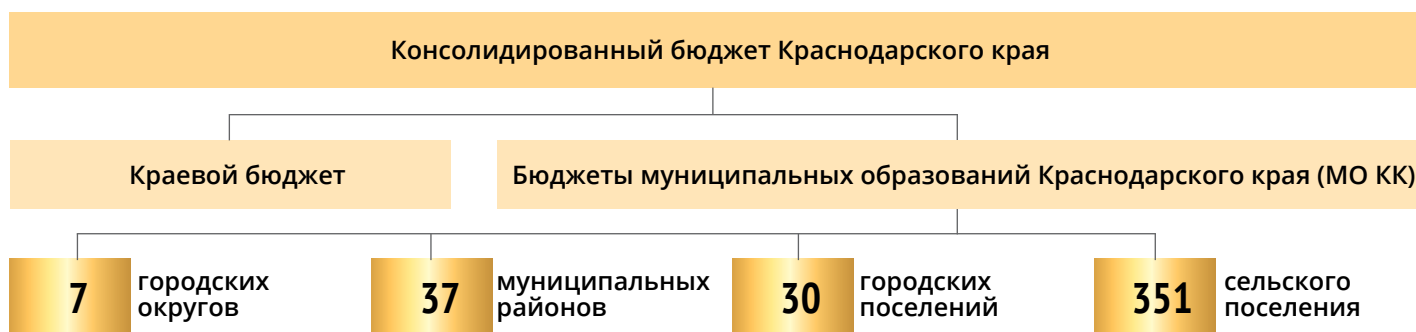 Консолидированный бюджет Краснодарского края
Краевой бюджет
Бюджеты муниципальных образований Краснодарского края (МО КК)
7
городских
округов
37
муниципальных
районов
30
городских
поселений
351
сельского
поселения